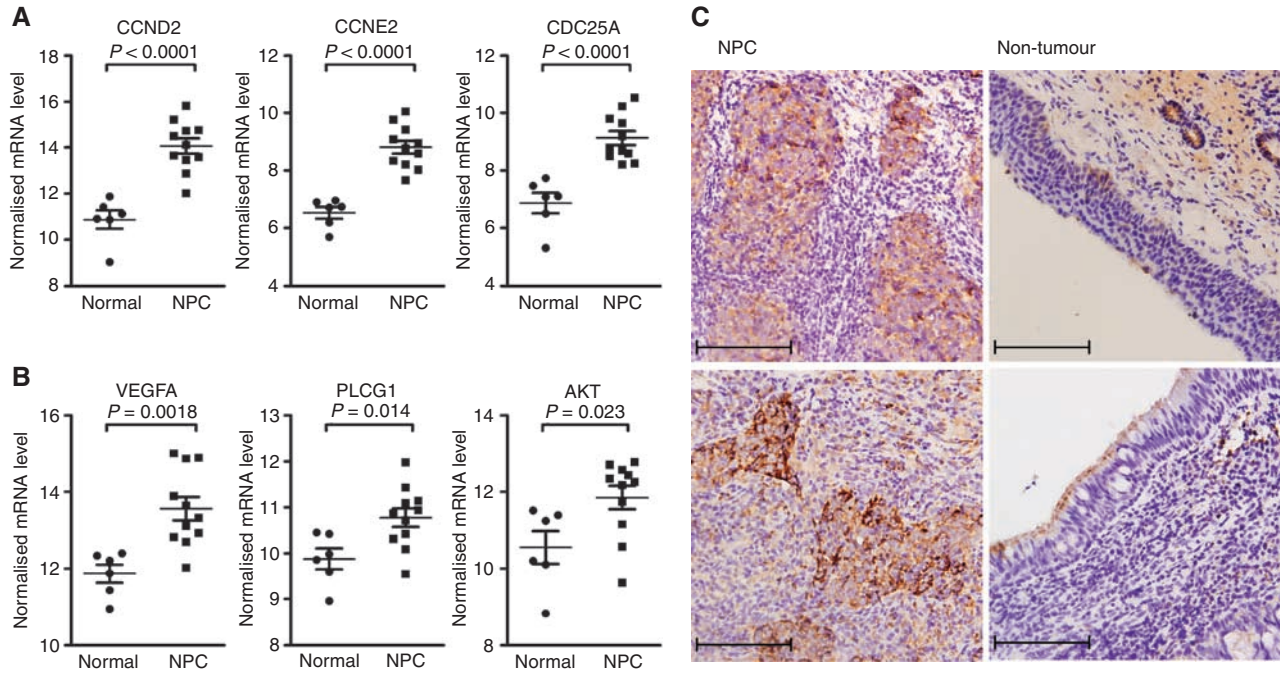 A
CCND2
P < 0.0001
Normalised mRNA level
18
16
14
12
10
8
Normal NPC
CCNE2
P < 0.0001
Normalised mRNA level
12
10
8
6
4
Normal NPC
CDC25A
P < 0.0001
Normalised mRNA level
12
10
8
6
4
Normal NPC
B
VEGFA
P = 0.0018
Normalised mRNA level
16
14
12
10
Normal NPC
PLCG1
P = 0.014
Normalised mRNA level
13
12
11
10
9
8
Normal NPC
AKT
P = 0.023
Normalised mRNA level
14
12
10
8
Normal NPC
C
NPC Non-tumour